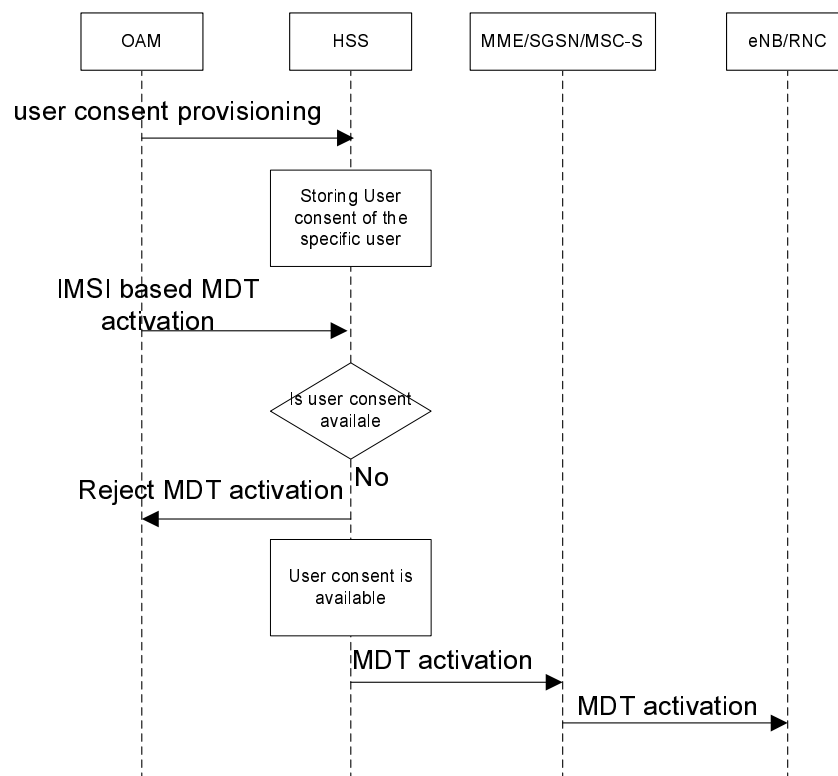 OAM
HSS
MME/SGSN/MSC-S
eNB/RNC
user consent provisioning
Storing User
consent of the
specific user
IMSI based MDT
activation
Is user consent
availale
No
Reject MDT activation
User consent is
available
MDT activation
MDT activation